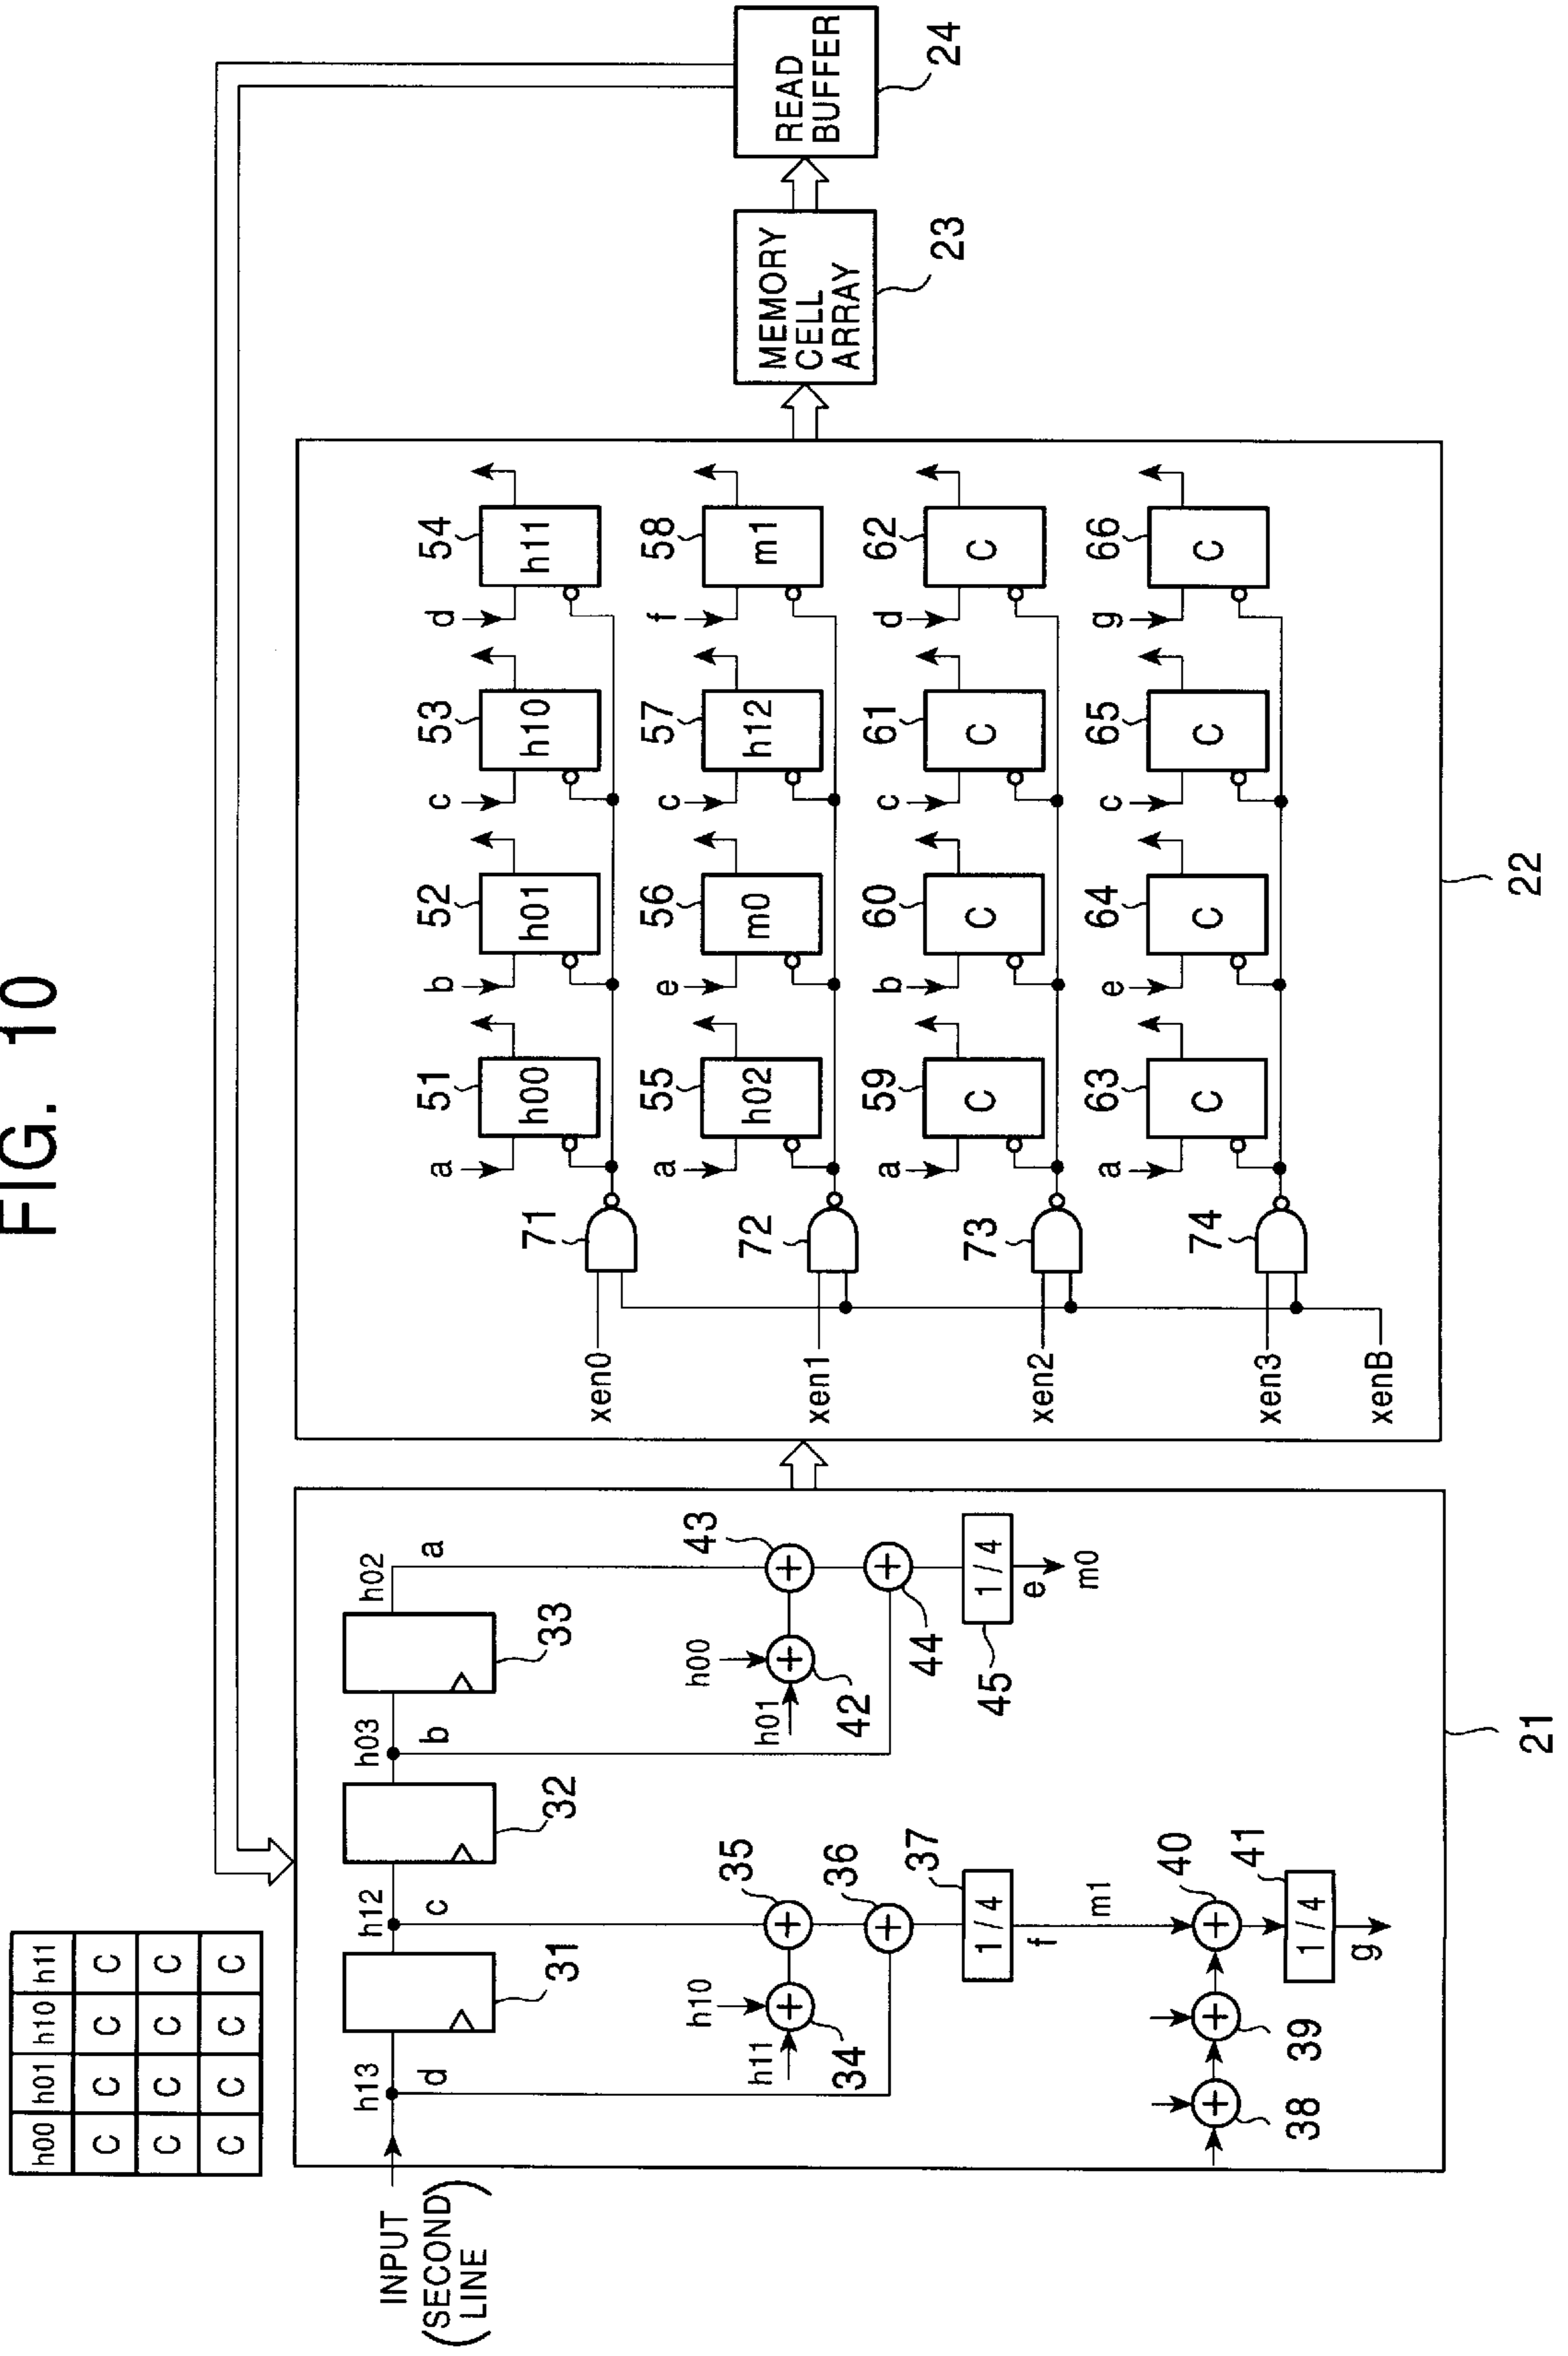 FIG. 10
h00 h01 h10 h11
C C C C
C C C C
C C C C
INPUT
(SECOND)
LINE
h13 h12 h03 h02
d c b a
31 32 33
h10
h11
34 35
36
1/4 37
f m1
38 39 40
1/4 41
g
h00
h01
42 43
44
1/4 45
e
m0
21
51 52 53 54
a h00 b h01 c h10 d h11
71
xen0
55 56 57 58
a h02 e m0 c h12 f m1
72
xen1
59 60 61 62
a C b C c C d C
73
xen2
63 64 65 66
a C e C c C g C
74
xen3
xenB
22
MEMORY
CELL
ARRAY
23
READ
BUFFER
24